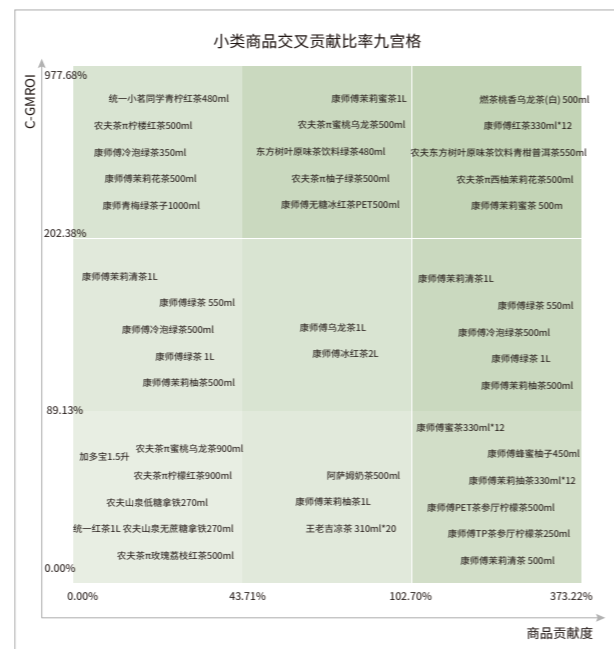 小类商品交叉贡献比率九宫格
C-GMROI
977.68%
统一小茗同学青柠红茶480ml
农夫茶π柠檬红茶500ml
康师傅冷泡绿茶350ml
康师傅茉莉花茶500ml
康师青梅绿茶子1000ml
康师傅茉莉蜜茶1L
农夫茶π蜜桃乌龙茶500ml
东方树叶原味茶饮料绿茶480ml
农夫茶π柚子绿茶500ml
康师傅无糖冰红茶PET500ml
燃茶桃香乌龙茶(白) 500ml
康师傅红茶330ml*12
农夫东方树叶原味茶饮料青柑普洱茶550ml
农夫茶π西柚茉莉花茶500ml
康师傅茉莉蜜茶 500m
202.38%
康师傅茉莉清茶1L
康师傅绿茶 550ml
康师傅冷泡绿茶500ml
康师傅绿茶 1L
康师傅茉莉柚茶500ml
康师傅乌龙茶1L
康师傅冰红茶2L
康师傅茉莉清茶1L
康师傅绿茶 550ml
康师傅冷泡绿茶500ml
康师傅绿茶 1L
康师傅茉莉柚茶500ml
89.13%
农夫茶π蜜桃乌龙茶900ml
加多宝1.5升
农夫茶π柠檬红茶900ml
农夫山泉低糖拿铁270ml
统一红茶1L 农夫山泉无蔗糖拿铁270ml
农夫茶π玫瑰荔枝红茶500ml
阿萨姆奶茶500ml
康师傅茉莉柚茶1L
王老吉凉茶 310ml*20
康师傅蜜茶330ml*12
康师傅蜂蜜柚子450ml
康师傅茉莉抽茶330ml*12
康师傅PET茶参厅柠檬茶500ml
康师傅TP茶参厅柠檬茶250ml
康师傅茉莉清茶 500ml
0.00%
0.00%
43.71%
102.70%
373.22%
商品贡献度